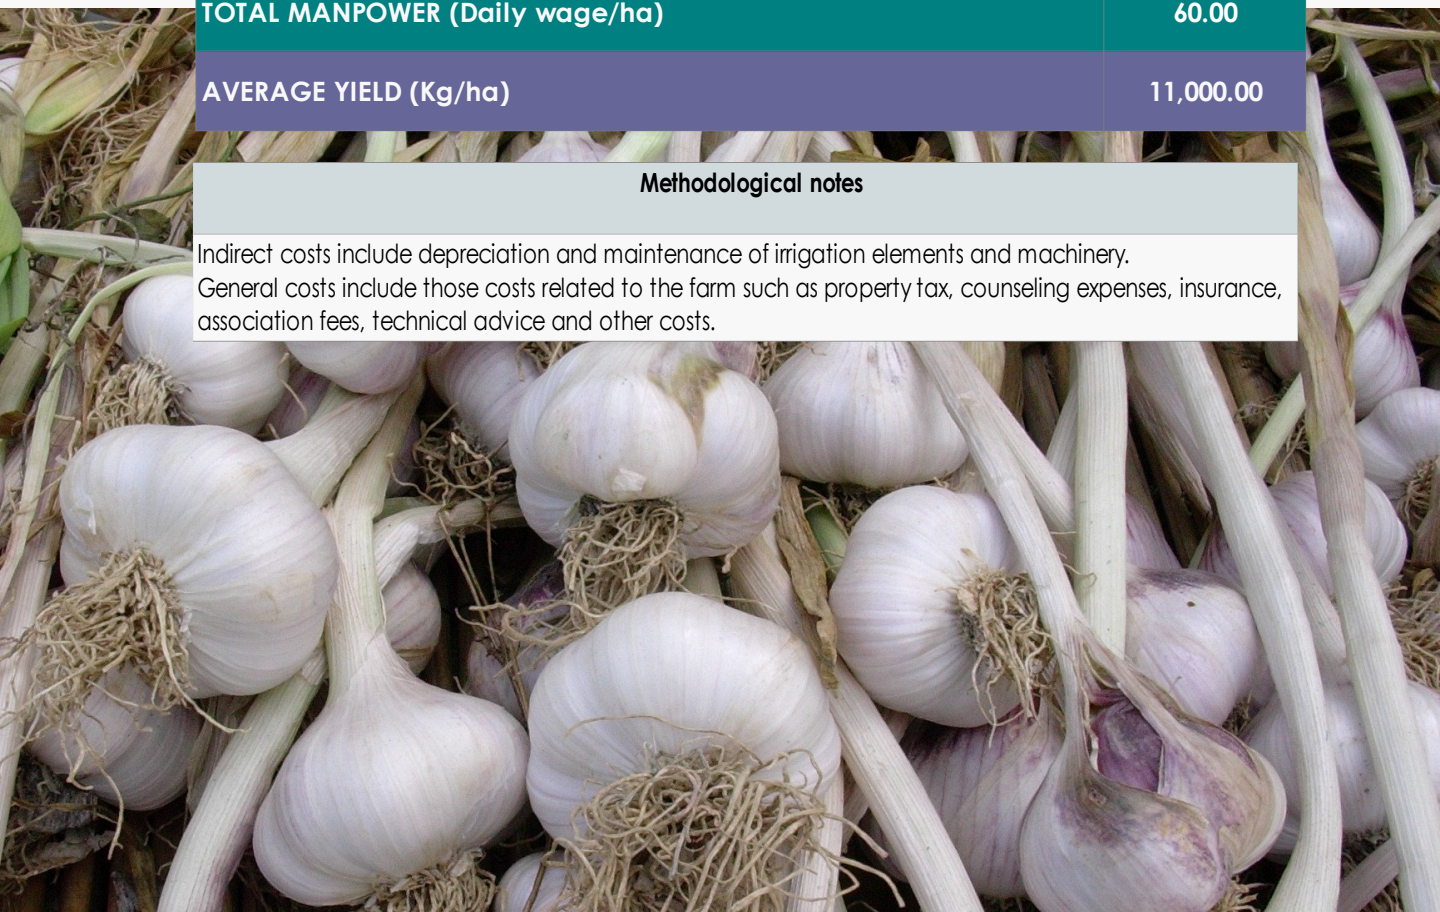 TOTAL MANPOWER (Daily wage/ha) 60.00
AVERAGE YIELD (Kg/ha) 11,000.00
Methodological notes
Indirect costs include depreciation and maintenance of irrigation elements and machinery.
General costs include those costs related to the farm such as property tax, counseling expenses, insurance,
association fees, technical advice and other costs.